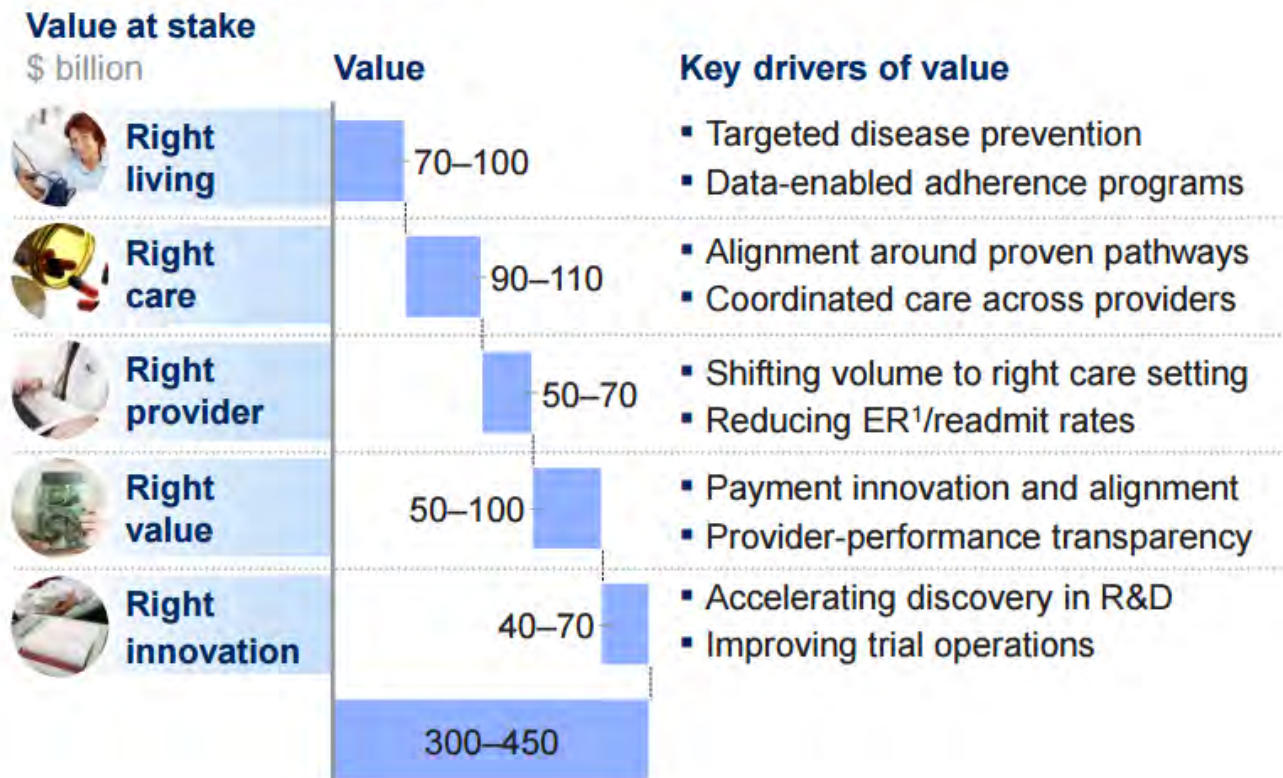 Value at stake
$ billion
Value
Key drivers of value
Right
living
70–100
▪ Targeted disease prevention
▪ Data-enabled adherence programs
Right
care
90–110
▪ Alignment around proven pathways
▪ Coordinated care across providers
Right
provider
50–70
▪ Shifting volume to right care setting
▪ Reducing ER¹/readmit rates
Right
value
50–100
▪ Payment innovation and alignment
▪ Provider-performance transparency
Right
innovation
40–70
▪ Accelerating discovery in R&D
▪ Improving trial operations
300–450